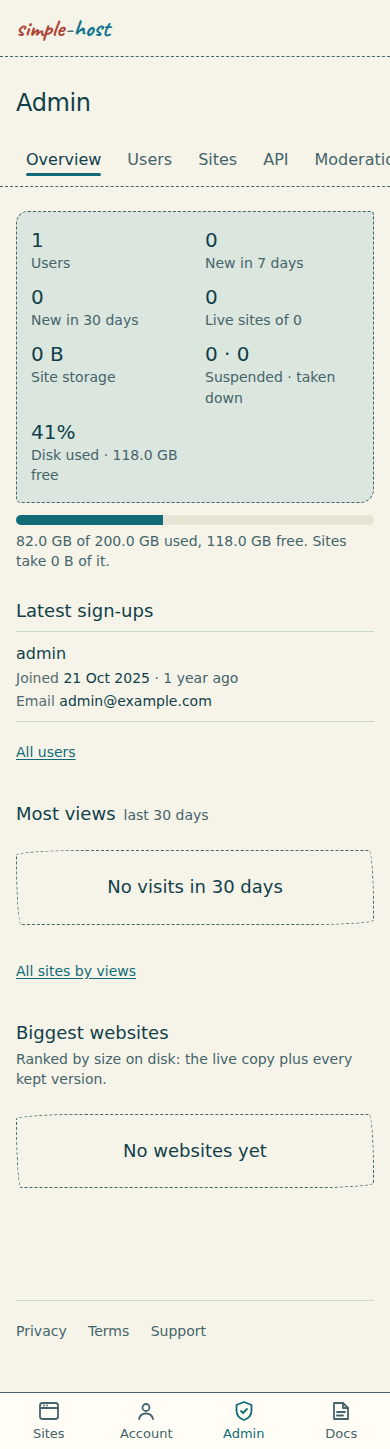 simple-host
Admin
Overview Users Sites API Moderatio
1 0
Users New in 7 days
0 0
New in 30 days Live sites of 0
0 B 0 · 0
Site storage Suspended · taken
down
41%
Disk used · 118.0 GB
free
82.0 GB of 200.0 GB used, 118.0 GB free. Sites
take 0 B of it.
Latest sign-ups
admin
Joined 21 Oct 2025 · 1 year ago
Email admin@example.com
All users
Most views last 30 days
No visits in 30 days
All sites by views
Biggest websites
Ranked by size on disk: the live copy plus every
kept version.
No websites yet
Privacy Terms Support
Sites Account Admin Docs